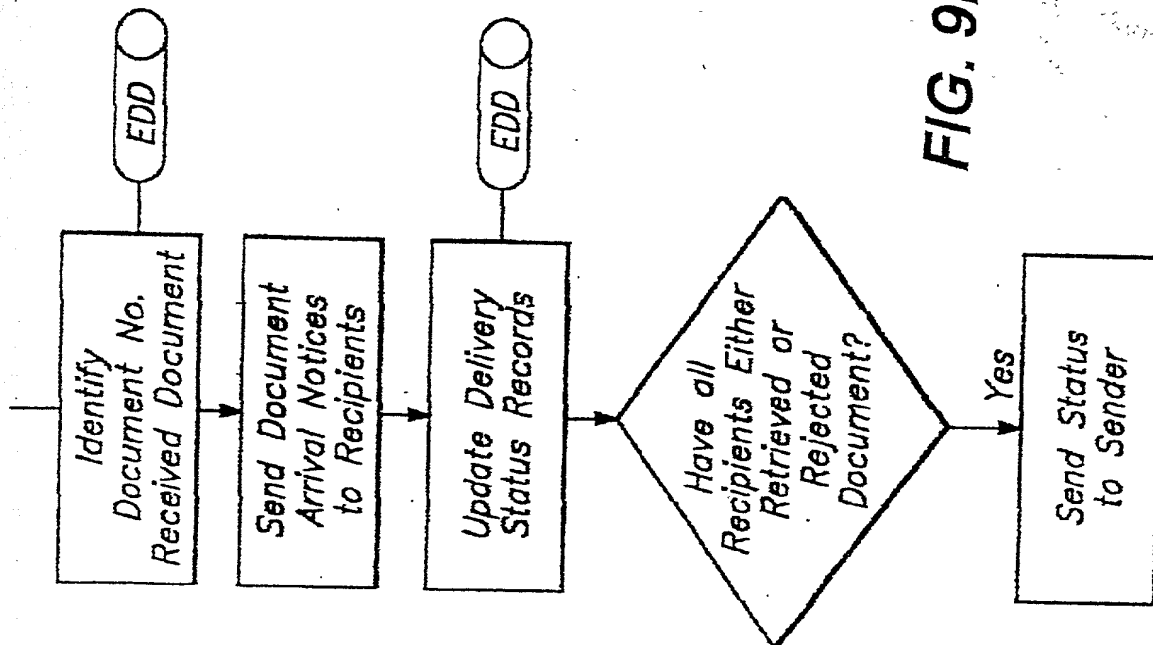 Identify
Document No.
Received Document
EDD
Send Document
Arrival Notices
to Recipients
Update Delivery
Status Records
EDD
Have all
Recipients Either
Retrieved or
Rejected
Document?
Yes
Send Status
to Sender
FIG.